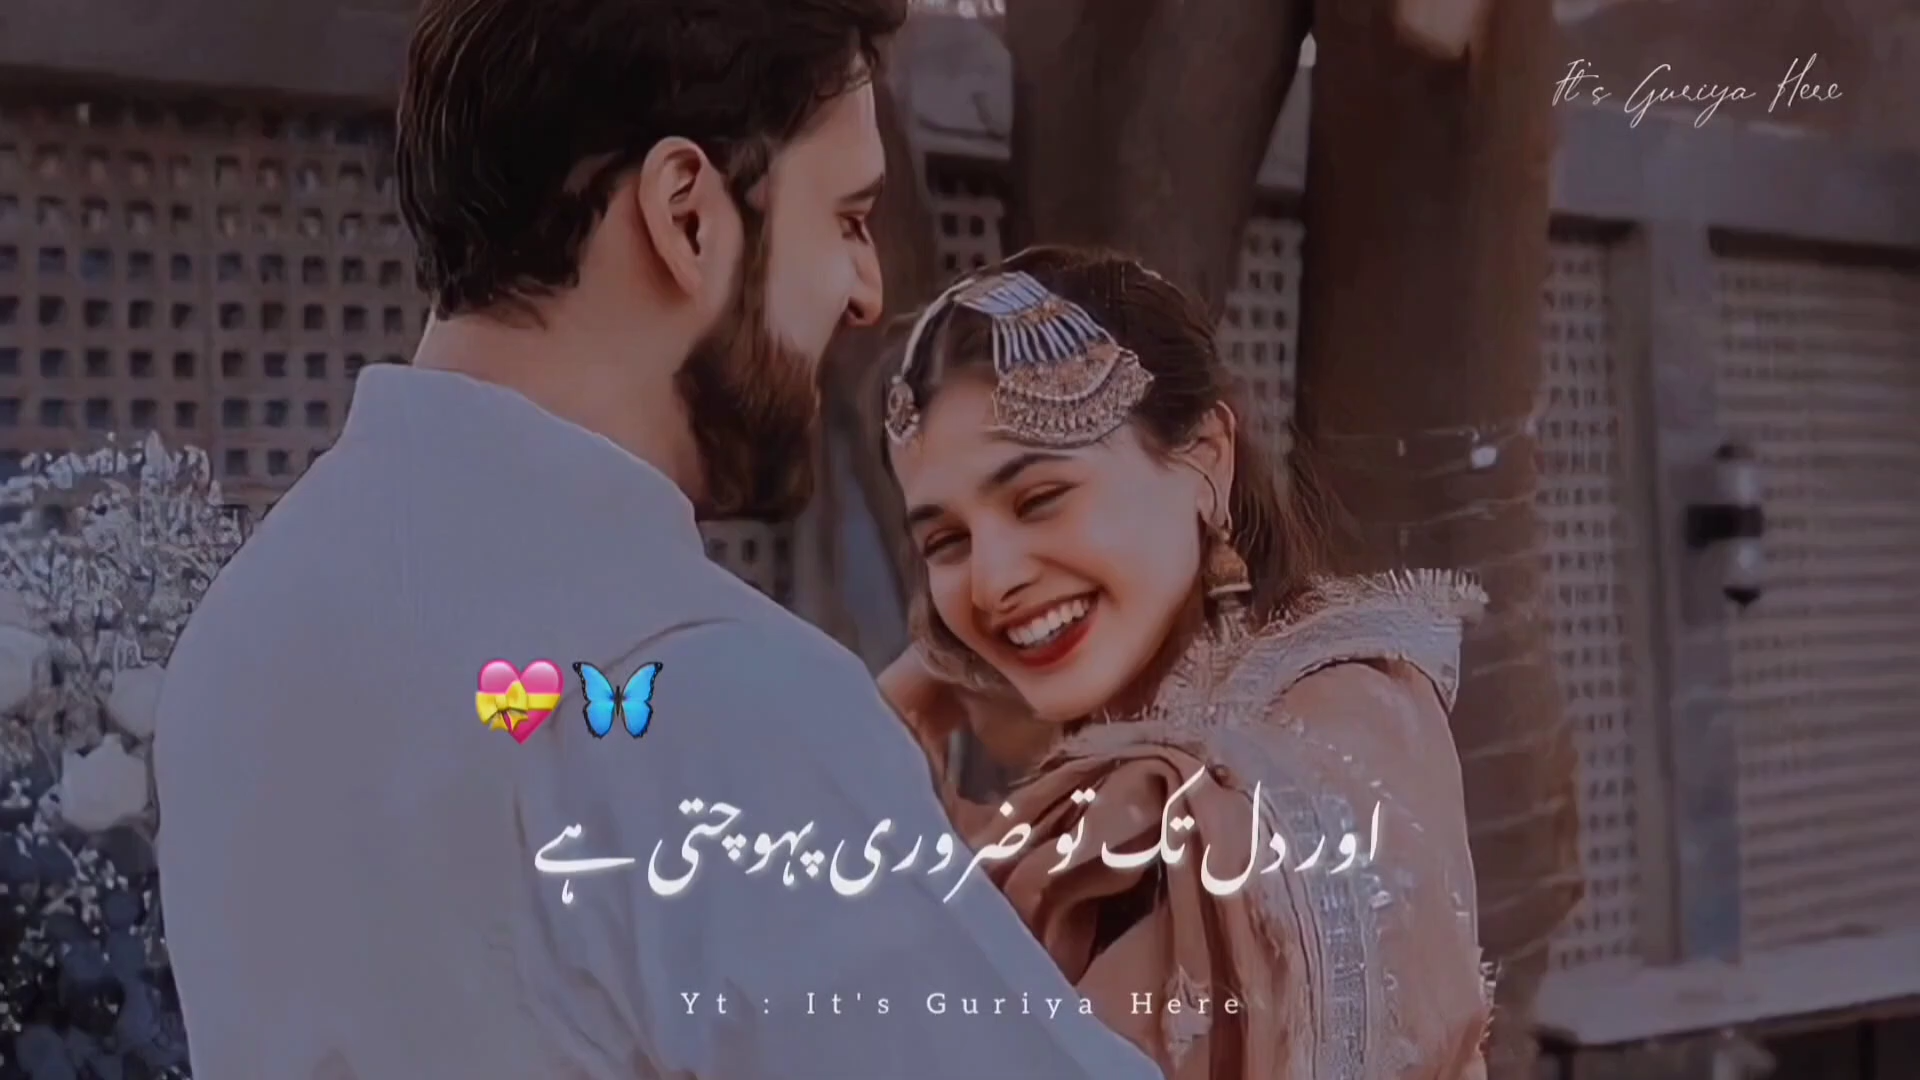 It's Guriya Here
💝🦋
اور دل تک تو ضروری پہوچتی ہے
Yt : It's Guriya Here